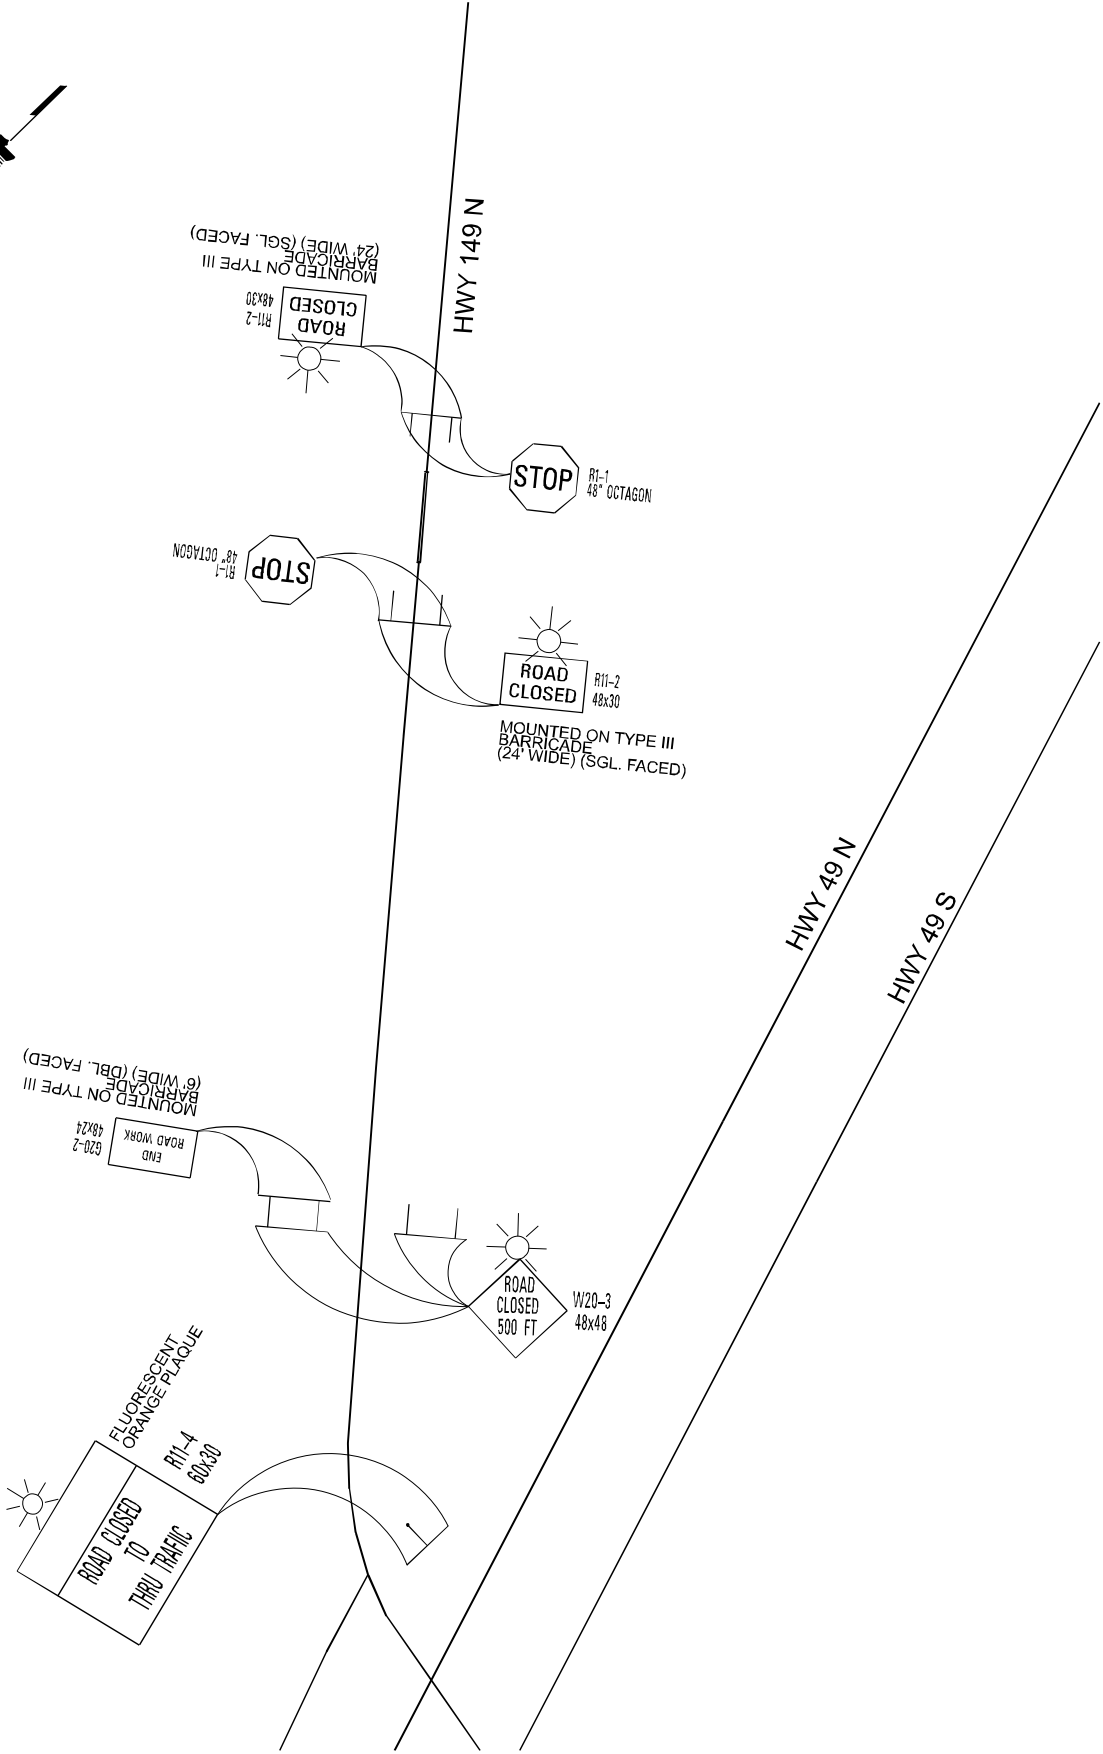 HWY 149 N
MOUNTED ON TYPE III
BARRICADE
(24' WIDE) (SGL. FACED)
R11-2
48x30
ROAD
CLOSED
STOP
R1-1
48" OCTAGON
STOP
R1-1
48" OCTAGON
ROAD
CLOSED
R11-2
48x30
MOUNTED ON TYPE III
BARRICADE
(24' WIDE) (SGL. FACED)
HWY 49 N
HWY 49 S
MOUNTED ON TYPE III
BARRICADE
(6' WIDE) (DBL. FACED)
G20-2
48x24
END
ROAD WORK
ROAD
CLOSED
500 FT
W20-3
48x48
FLUORESCENT
ORANGE PLAQUE
R11-4
60x30
ROAD CLOSED
TO
THRU TRAFIIC